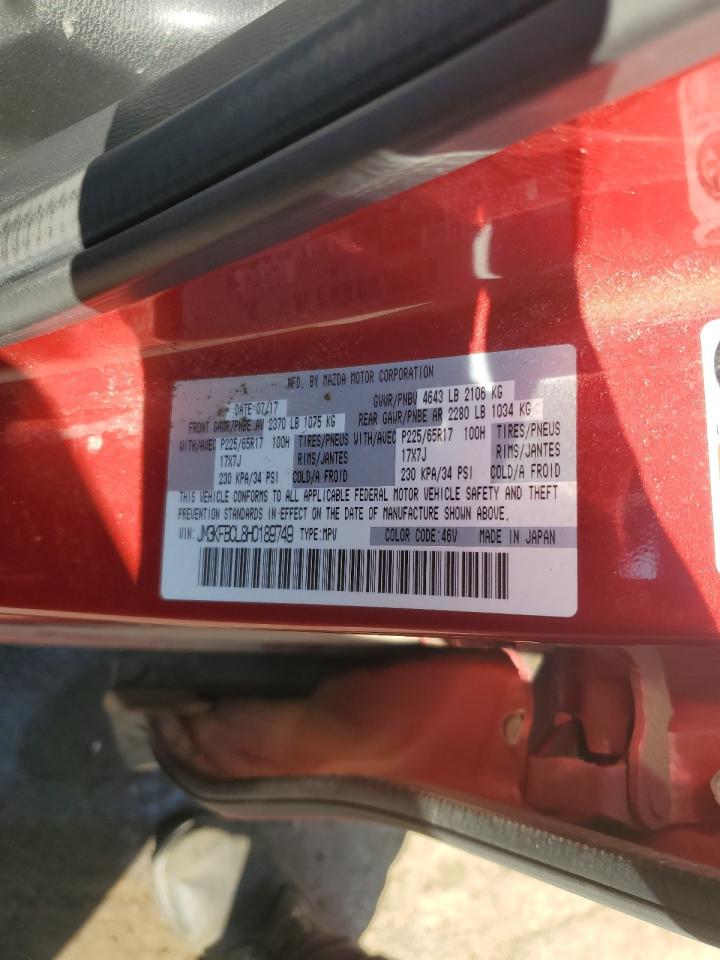 MFD. BY MAZDA MOTOR CORPORATION
DATE 07/17 GVWR/PNBV 4643 LB 2106 KG
FRONT GAWR/PNBE AV 2370 LB 1075 KG REAR GAWR/PNBE AR 2280 LB 1034 KG
WITH/AVEC P225/65R17 100H TIRES/PNEUS WITH/AVEC P225/65R17 100H TIRES/PNEUS
17X7J RIMS/JANTES 17X7J RIMS/JANTES
230 KPA/34 PSI COLD/A FROID 230 KPA/34 PSI COLD/A FROID
THIS VEHICLE CONFORMS TO ALL APPLICABLE FEDERAL MOTOR VEHICLE SAFETY AND THEFT
PREVENTION STANDARDS IN EFFECT ON THE DATE OF MANUFACTURE SHOWN ABOVE.
VIN: JM3KFBCL8H0189749 TYPE:MPV COLOR CODE:46V MADE IN JAPAN